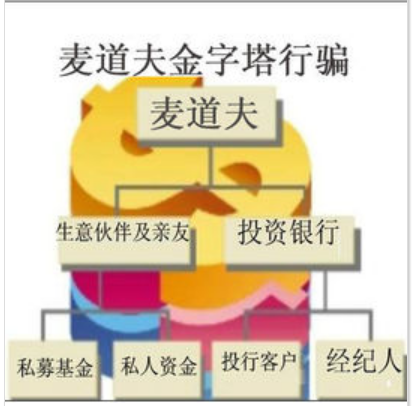 麦道夫金字塔行骗
麦道夫
生意伙伴及亲友
投资银行
私募基金
私人资金
投行客户
经纪人